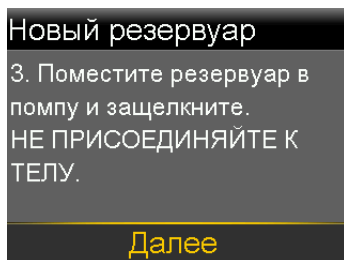 Новый резервуар
3. Поместите резервуар в
помпу и защелкните.
НЕ ПРИСОЕДИНЯЙТЕ К
ТЕЛУ.
Далее